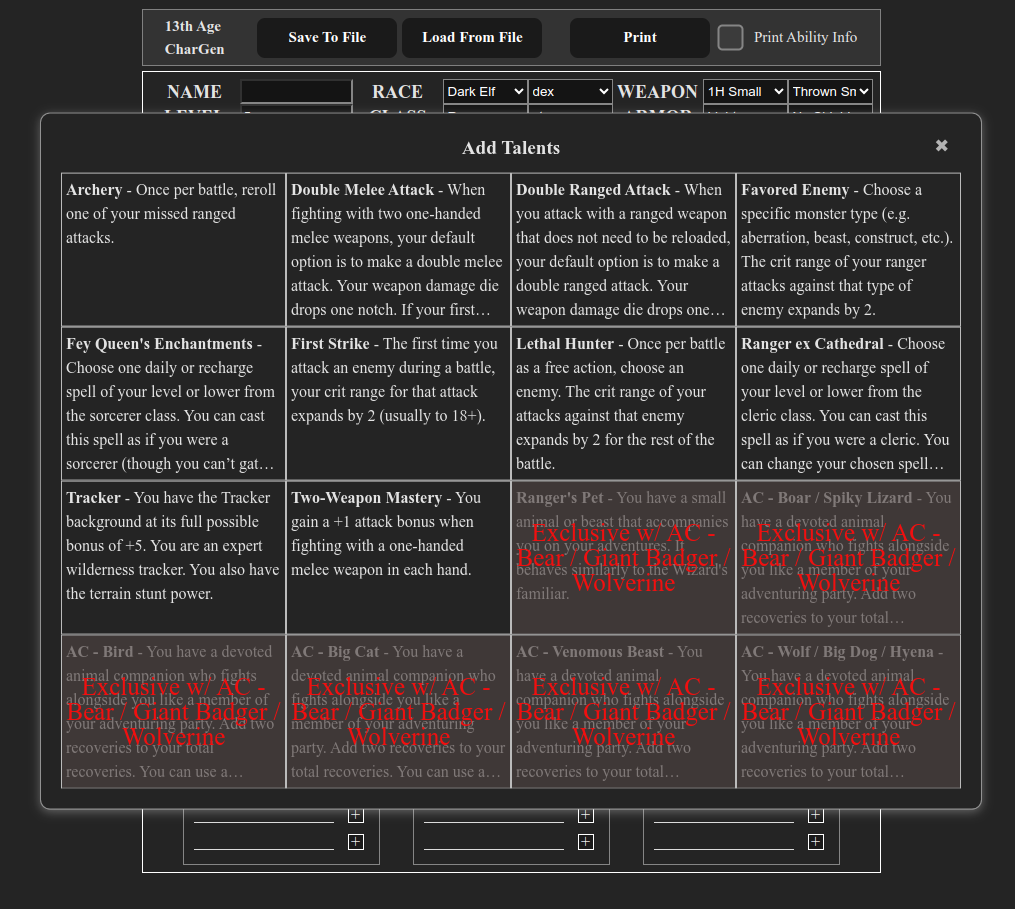 13th Age
CharGen
Save To File
Load From File
Print
Print Ability Info
NAME
RACE
Dark Elf
dex
WEAPON
1H Small
Thrown Sm
Add Talents
✖
Archery - Once per battle, reroll
one of your missed ranged
attacks.
Double Melee Attack - When
fighting with two one-handed
melee weapons, your default
option is to make a double melee
attack. Your weapon damage die
drops one notch. If your first…
Double Ranged Attack - When
you attack with a ranged weapon
that does not need to be reloaded,
your default option is to make a
double ranged attack. Your
weapon damage die drops one…
Favored Enemy - Choose a
specific monster type (e.g.
aberration, beast, construct, etc.).
The crit range of your ranger
attacks against that type of
enemy expands by 2.
Fey Queen's Enchantments -
Choose one daily or recharge
spell of your level or lower from
the sorcerer class. You can cast
this spell as if you were a
sorcerer (though you can’t gat…
First Strike - The first time you
attack an enemy during a battle,
your crit range for that attack
expands by 2 (usually to 18+).
Lethal Hunter - Once per battle
as a free action, choose an
enemy. The crit range of your
attacks against that enemy
expands by 2 for the rest of the
battle.
Ranger ex Cathedral - Choose
one daily or recharge spell of
your level or lower from the
cleric class. You can cast this
spell as if you were a cleric. You
can change your chosen spell…
Tracker - You have the Tracker
background at its full possible
bonus of +5. You are an expert
wilderness tracker. You also have
the terrain stunt power.
Two-Weapon Mastery - You
gain a +1 attack bonus when
fighting with a one-handed
melee weapon in each hand.
Ranger's Pet - You have a small
animal or beast that accompanies
you on your adventures. It
behaves similarly to the Wizard's
familiar.
Exclusive w/ AC -
Bear / Giant Badger /
Wolverine
AC - Boar / Spiky Lizard - You
have a devoted animal
companion who fights alongside
you like a member of your
adventuring party. Add two
recoveries to your total…
Exclusive w/ AC -
Bear / Giant Badger /
Wolverine
AC - Bird - You have a devoted
animal companion who fights
alongside you like a member of
your adventuring party. Add two
recoveries to your total
recoveries. You can use a…
Exclusive w/ AC -
Bear / Giant Badger /
Wolverine
AC - Big Cat - You have a
devoted animal companion who
fights alongside you like a
member of your adventuring
party. Add two recoveries to your
total recoveries. You can use a…
Exclusive w/ AC -
Bear / Giant Badger /
Wolverine
AC - Venomous Beast - You
have a devoted animal
companion who fights alongside
you like a member of your
adventuring party. Add two
recoveries to your total…
Exclusive w/ AC -
Bear / Giant Badger /
Wolverine
AC - Wolf / Big Dog / Hyena -
You have a devoted animal
companion who fights alongside
you like a member of your
adventuring party. Add two
recoveries to your total…
Exclusive w/ AC -
Bear / Giant Badger /
Wolverine